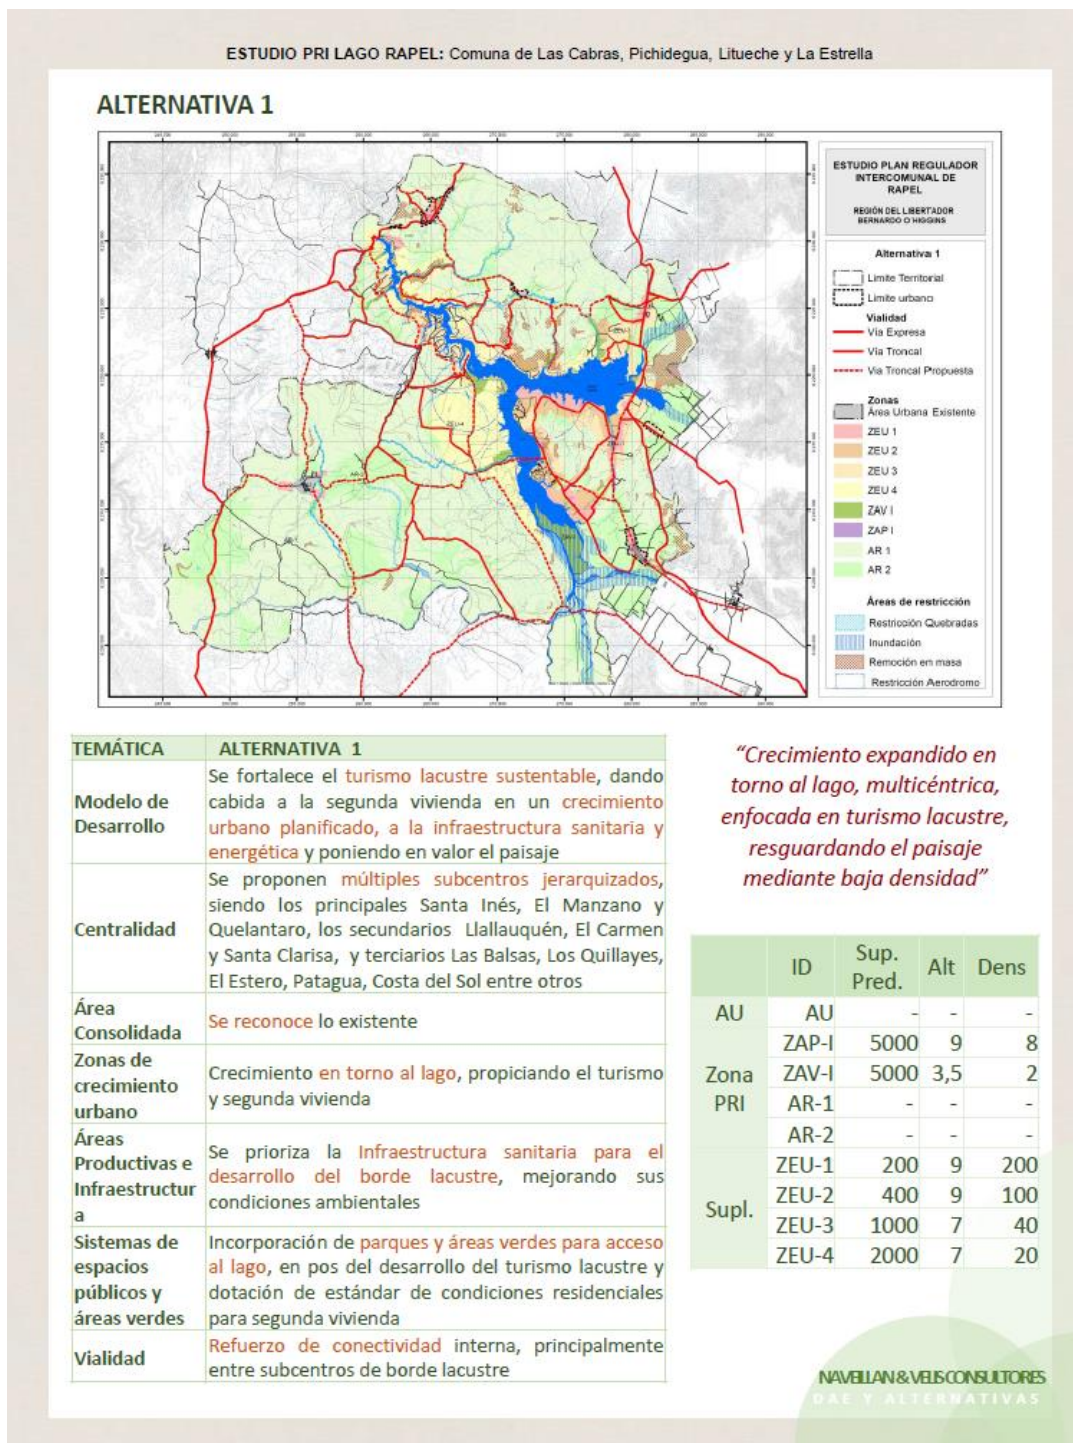 ESTUDIO PRI LAGO RAPEL: Comuna de Las Cabras, Pichidegua, Litueche y La Estrella
ALTERNATIVA 1
ESTUDIO PLAN REGULADOR
INTERCOMUNAL DE
RAPEL
REGIÓN DEL LIBERTADOR
BERNARDO O'HIGGINS
Alternativa 1
Limite Territorial
Limite urbano
Vialidad
Via Expresa
Via Troncal
Via Troncal Propuesta
Zonas
Área Urbana Existente
ZEU 1
ZEU 2
ZEU 3
ZEU 4
ZAV I
ZAP I
AR 1
AR 2
Áreas de restricción
Restricción Quebradas
Inundación
Remoción en masa
Restricción Aerodromo
TEMÁTICA ALTERNATIVA 1
Modelo de
Desarrollo
Se fortalece el turismo lacustre sustentable, dando
cabida a la segunda vivienda en un crecimiento
urbano planificado, a la infraestructura sanitaria y
energética y poniendo en valor el paisaje
Centralidad
Se proponen múltiples subcentros jerarquizados,
siendo los principales Santa Inés, El Manzano y
Quelantaro, los secundarios Llallauquén, El Carmen
y Santa Clarisa, y terciarios Las Balsas, Los Quillayes,
El Estero, Patagua, Costa del Sol entre otros
Área
Consolidada
Se reconoce lo existente
Zonas de
crecimiento
urbano
Crecimiento en torno al lago, propiciando el turismo
y segunda vivienda
Áreas
Productivas e
Infraestructur
a
Se prioriza la Infraestructura sanitaria para el
desarrollo del borde lacustre, mejorando sus
condiciones ambientales
Sistemas de
espacios
públicos y
áreas verdes
Incorporación de parques y áreas verdes para acceso
al lago, en pos del desarrollo del turismo lacustre y
dotación de estándar de condiciones residenciales
para segunda vivienda
Vialidad
Refuerzo de conectividad interna, principalmente
entre subcentros de borde lacustre
“Crecimiento expandido en
torno al lago, multicéntrica,
enfocada en turismo lacustre,
resguardando el paisaje
mediante baja densidad”
ID Sup. Pred. Alt Dens
AU AU - - -
Zona PRI
ZAP-I 5000 9 8
ZAV-I 5000 3,5 2
AR-1 - - -
AR-2 - - -
Supl.
ZEU-1 200 9 200
ZEU-2 400 9 100
ZEU-3 1000 7 40
ZEU-4 2000 7 20
NAVEILLAN & VELIS CONSULTORES
DAE Y ALTERNATIVAS